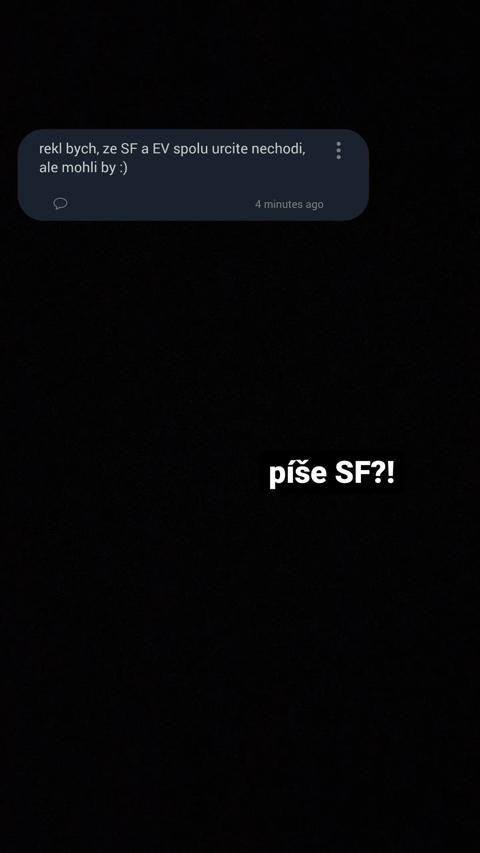 rekl bych, ze SF a EV spolu urcite nechodi,
ale mohli by :)
4 minutes ago
píše SF?!